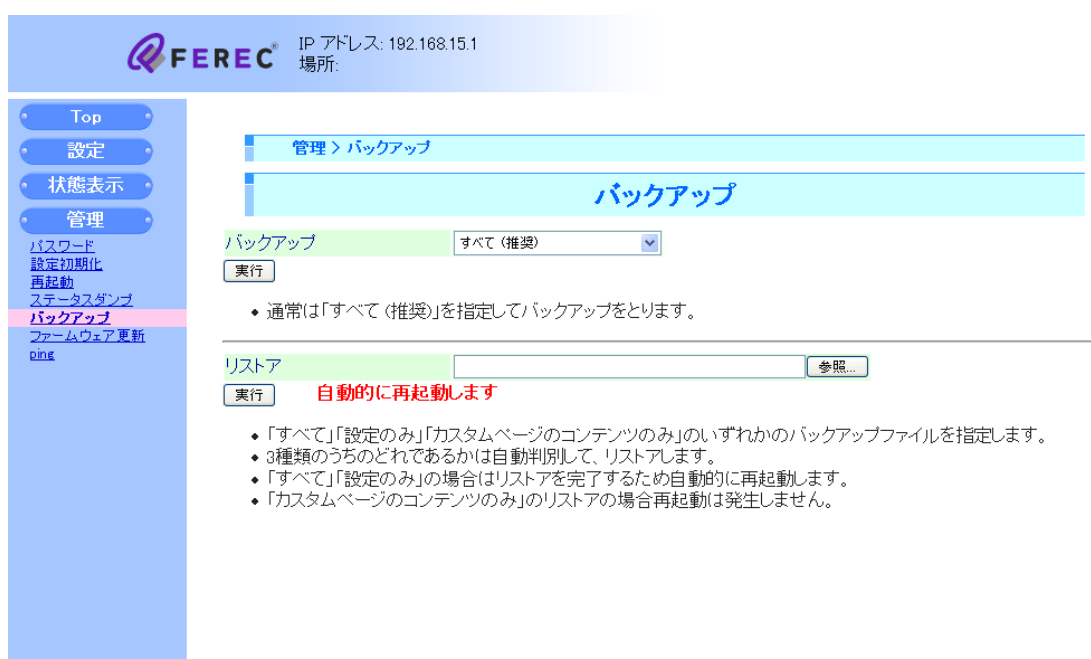 FEREC®
IP アドレス: 192.168.15.1
場所:
Top
設定
状態表示
管理
パスワード
設定初期化
再起動
ステータスダンプ
バックアップ
ファームウェア更新
ping
管理 > バックアップ
バックアップ
バックアップ すべて (推奨)
実行
• 通常は「すべて (推奨)」を指定してバックアップをとります。
リストア 参照...
実行 自動的に再起動します
• 「すべて」「設定のみ」「カスタムページのコンテンツのみ」のいずれかのバックアップファイルを指定します。
• 3種類のうちのどれであるかは自動判別して、リストアします。
• 「すべて」「設定のみ」の場合はリストアを完了するため自動的に再起動します。
• 「カスタムページのコンテンツのみ」のリストアの場合再起動は発生しません。